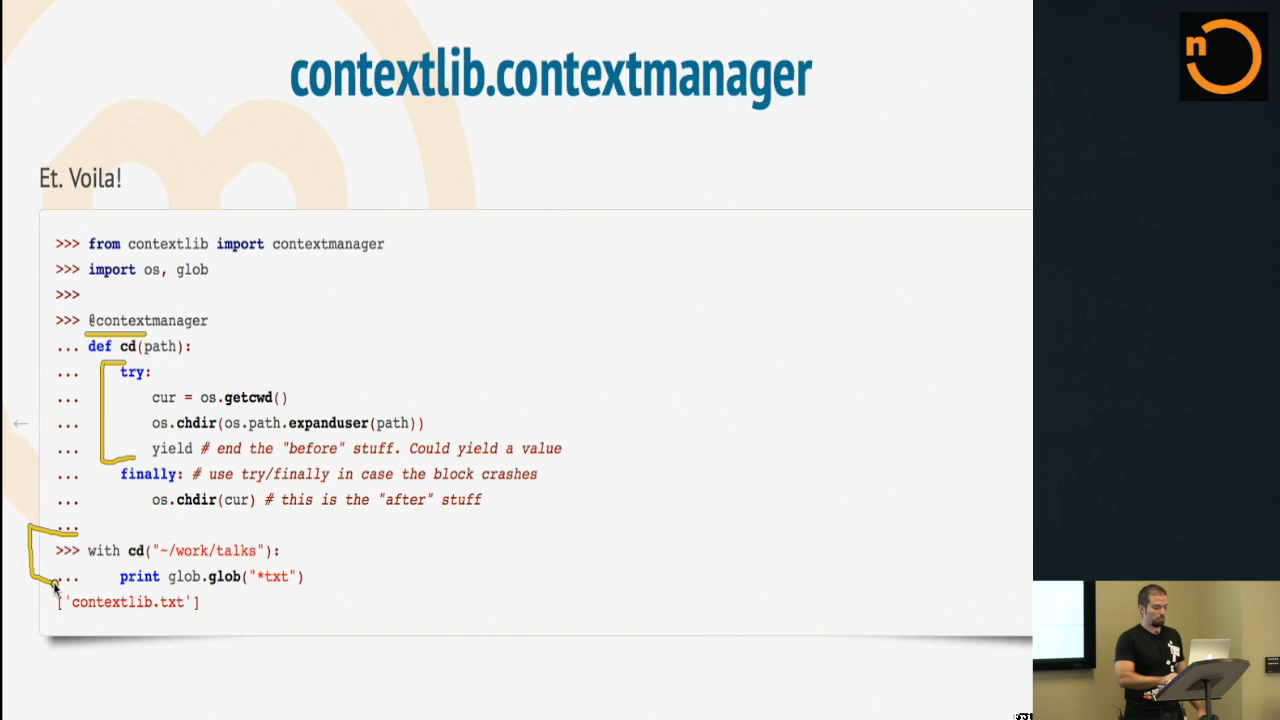 contextlib.contextmanager
n
Et. Voila!
>>> from contextlib import contextmanager
>>> import os, glob
>>>
>>> @contextmanager
... def cd(path):
...     try:
...         cur = os.getcwd()
...         os.chdir(os.path.expanduser(path))
...         yield # end the "before" stuff. Could yield a value
...     finally: # use try/finally in case the block crashes
...         os.chdir(cur) # this is the "after" stuff
...
>>> with cd("~/work/talks"):
...     print glob.glob("*txt")
['contextlib.txt']